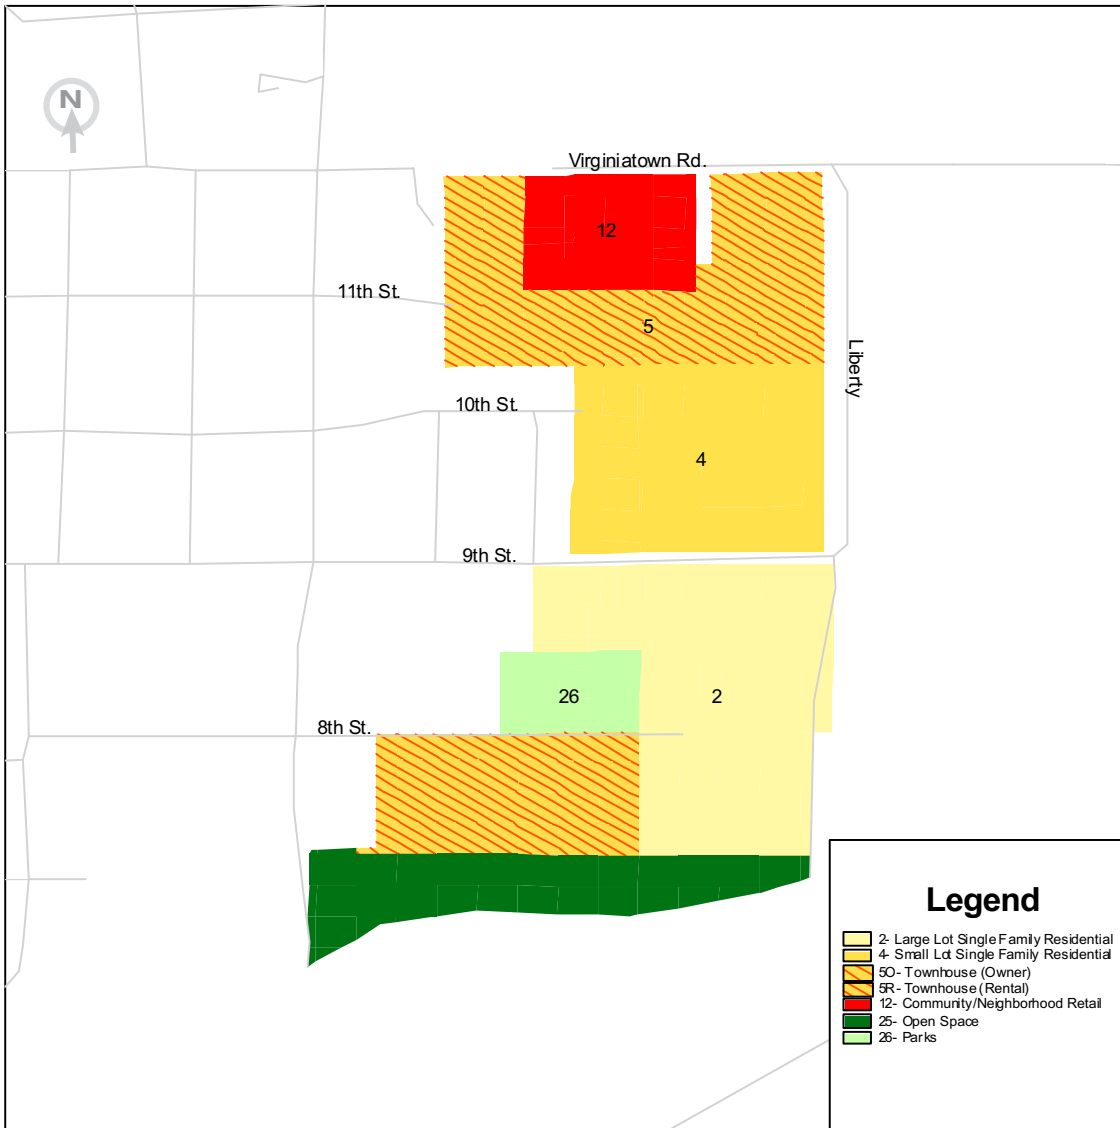 N
Virginiatown Rd.
12
11th St.
5
Liberty
10th St.
4
9th St.
26
2
8th St.
Legend
2- Large Lot Single Family Residential
4- Small Lot Single Family Residential
5O- Townhouse (Owner)
5R- Townhouse (Rental)
12- Community/Neighborhood Retail
25- Open Space
26- Parks